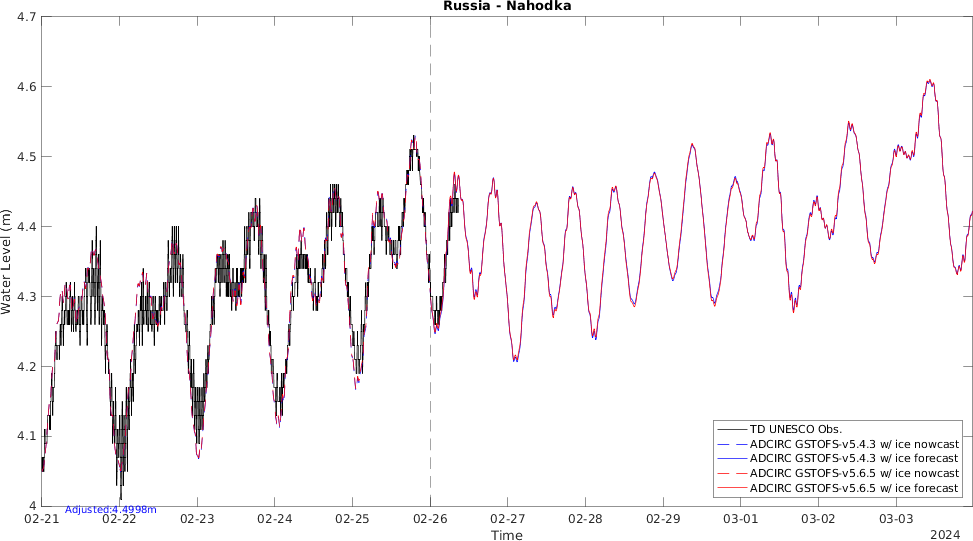 Russia - Nahodka
4.7
4.6
4.5
4.4
4.3
4.2
4.1
4
Water Level (m)
TD UNESCO Obs.
ADCIRC GSTOFS-v5.4.3 w/ ice nowcast
ADCIRC GSTOFS-v5.4.3 w/ ice forecast
ADCIRC GSTOFS-v5.6.5 w/ ice nowcast
ADCIRC GSTOFS-v5.6.5 w/ ice forecast
Adjusted:4.4998m
02-21 02-22 02-23 02-24 02-25 02-26 02-27 02-28 02-29 03-01 03-02 03-03
Time
2024